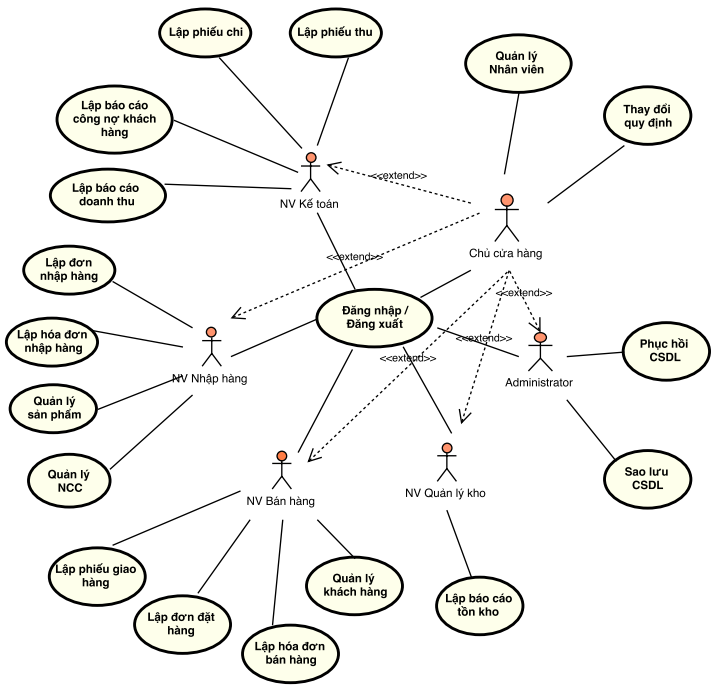 Lập phiếu chi
Lập phiếu thu
Quản lý
Nhân viên
Lập báo cáo
công nợ khách
hàng
Thay đổi
quy định
Lập báo cáo
doanh thu
NV Kế toán
<<extend>>
Chủ cửa hàng
<<extend>>
Lập đơn
nhập hàng
<<extend>>
Đăng nhập /
Đăng xuất
Lập hóa đơn
nhập hàng
NV Nhập hàng
<<extend>>
<<extend>>
Administrator
Phục hồi
CSDL
Quản lý
sản phẩm
Quản lý
NCC
NV Bán hàng
NV Quản lý kho
Sao lưu
CSDL
Lập phiếu giao
hàng
Quản lý
khách hàng
Lập báo cáo
tồn kho
Lập đơn đặt
hàng
Lập hóa đơn
bán hàng